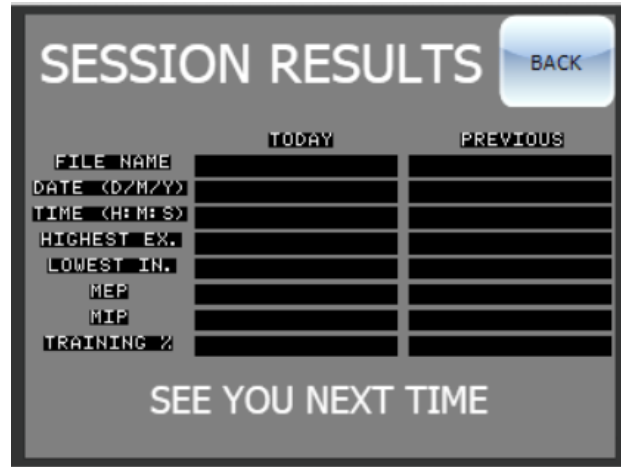 SESSION RESULTS
BACK
TODAY PREVIOUS
FILE NAME
DATE (D/M/Y)
TIME (H:M:S)
HIGHEST EX.
LOWEST IN.
MEP
MIP
TRAINING %
SEE YOU NEXT TIME